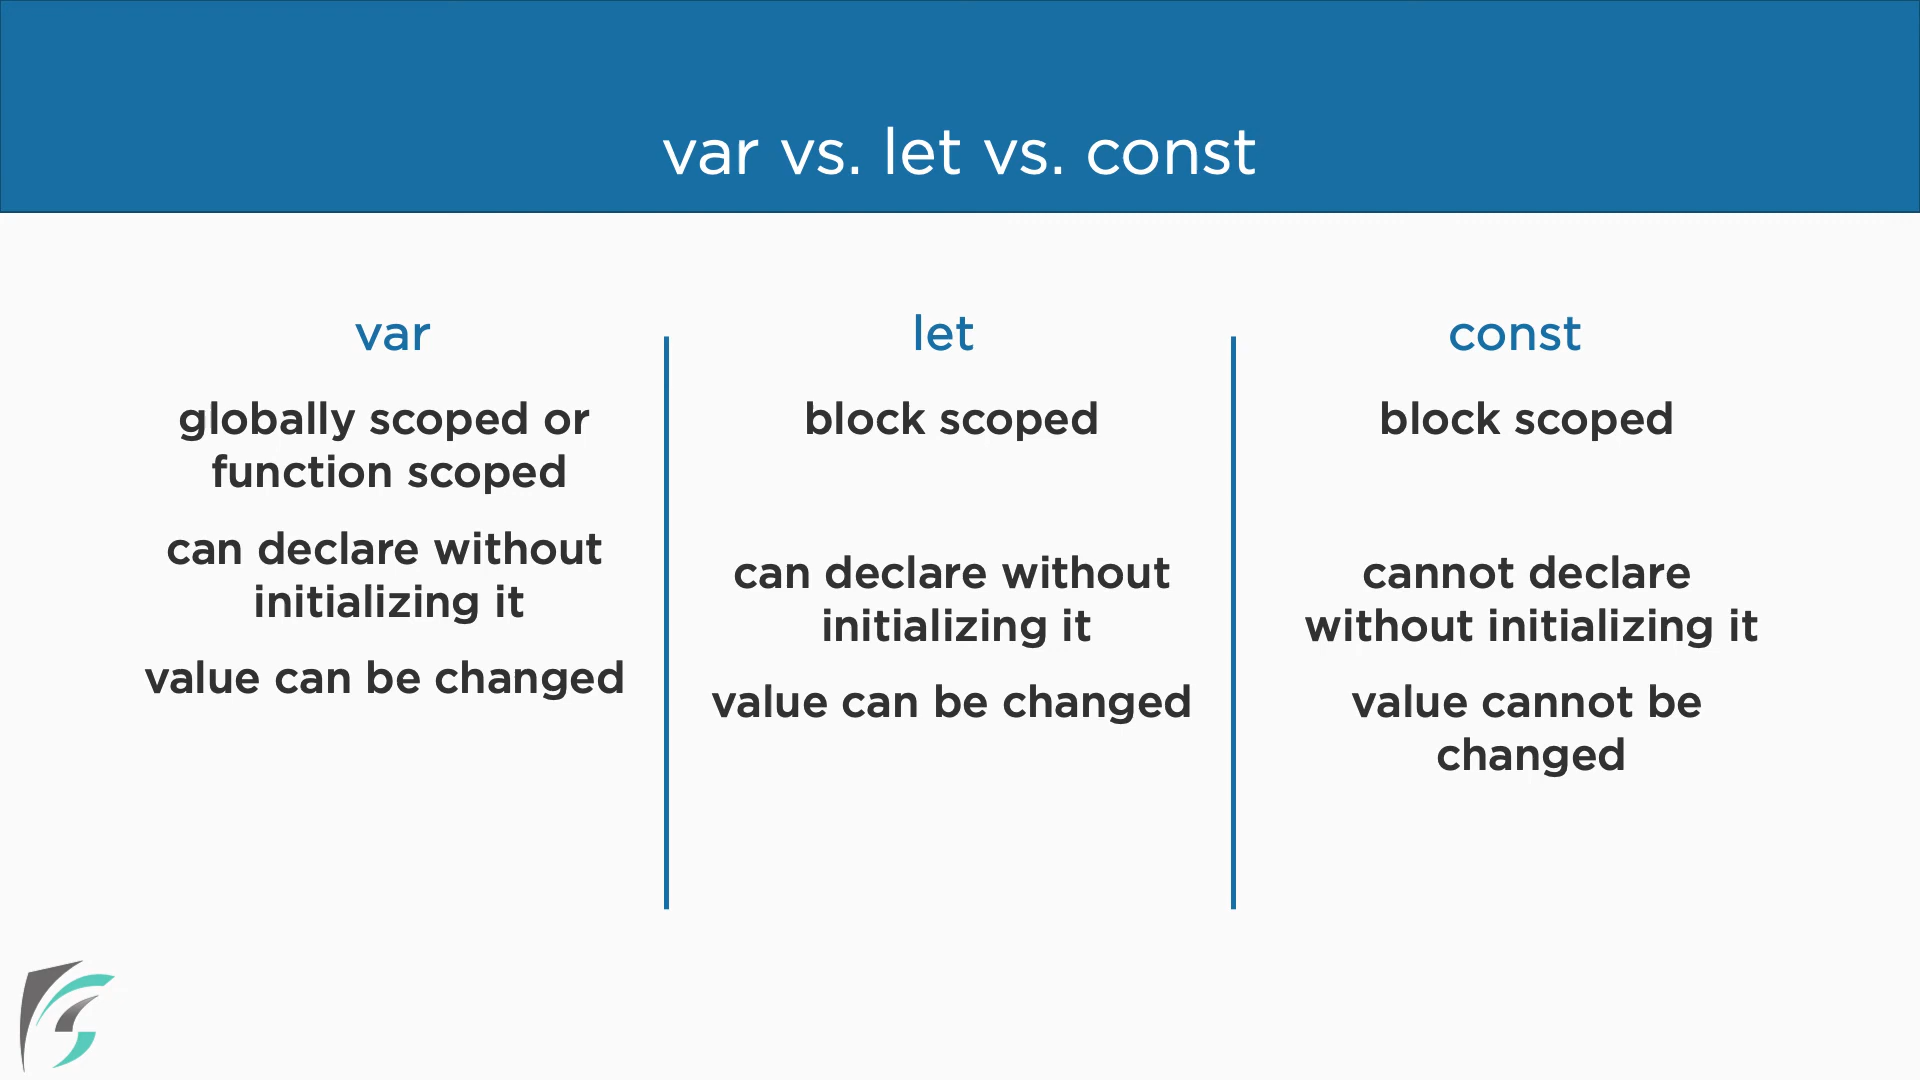 var vs. let vs. const
var
globally scoped or
function scoped
can declare without
initializing it
value can be changed
let
block scoped
can declare without
initializing it
value can be changed
const
block scoped
cannot declare
without initializing it
value cannot be
changed